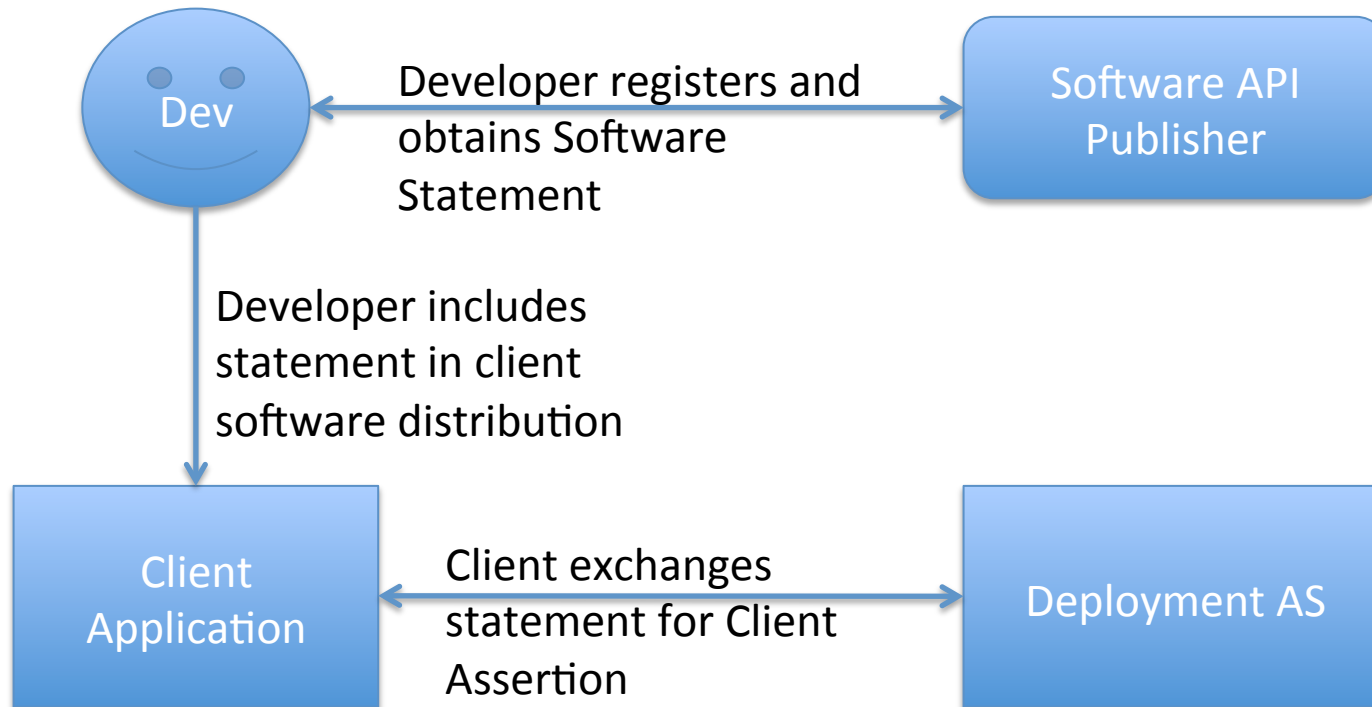 Dev
Developer registers and
obtains Software
Statement
Software API
Publisher
Developer includes
statement in client
software distribution
Client
Application
Client exchanges
statement for Client
Assertion
Deployment AS